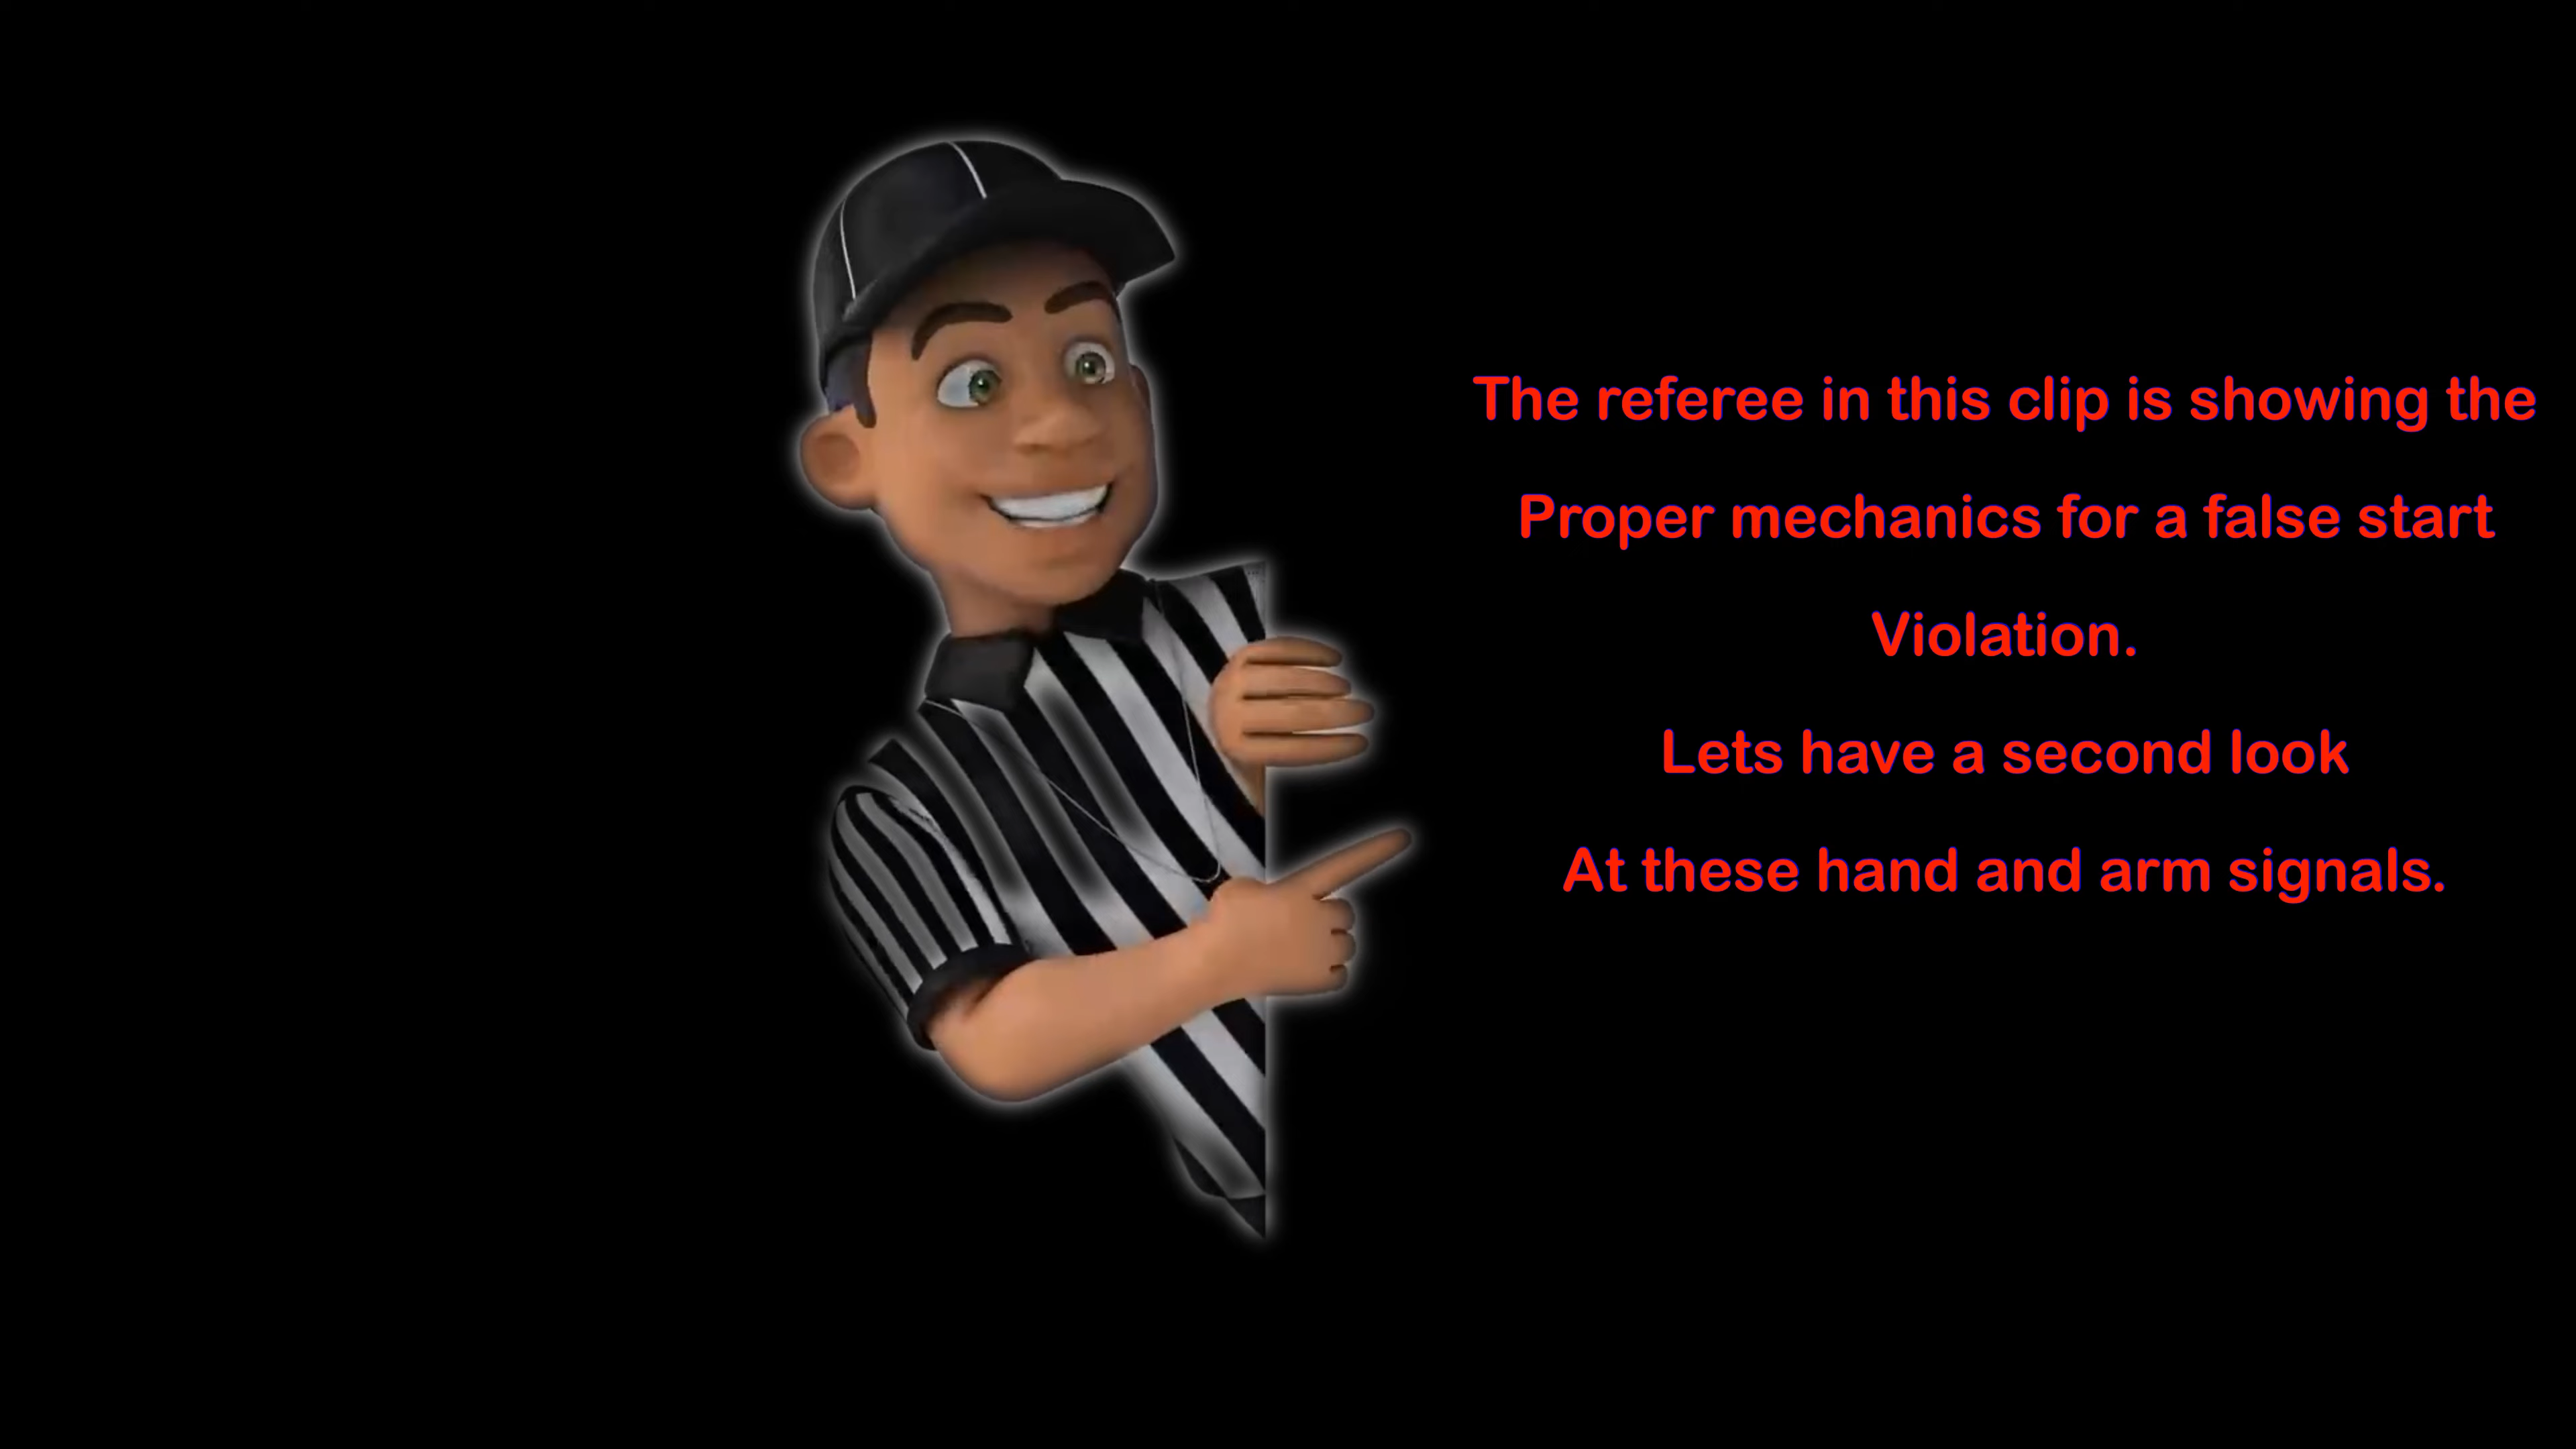 The referee in this clip is showing the
Proper mechanics for a false start
Violation.
Lets have a second look
At these hand and arm signals.